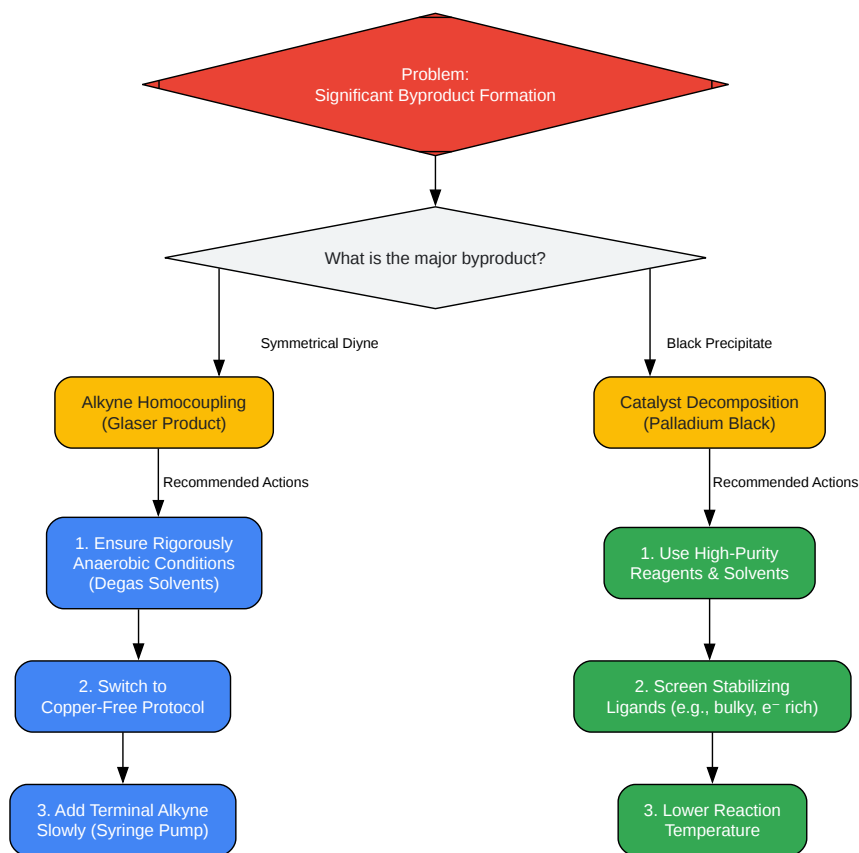 Problem:
Significant Byproduct Formation
What is the major byproduct?
Symmetrical Diyne
Black Precipitate
Alkyne Homocoupling
(Glaser Product)
Catalyst Decomposition
(Palladium Black)
Recommended Actions
Recommended Actions
1. Ensure Rigorously
Anaerobic Conditions
(Degas Solvents)
1. Use High-Purity
Reagents & Solvents
2. Switch to
Copper-Free Protocol
2. Screen Stabilizing
Ligands (e.g., bulky, e⁻ rich)
3. Add Terminal Alkyne
Slowly (Syringe Pump)
3. Lower Reaction
Temperature